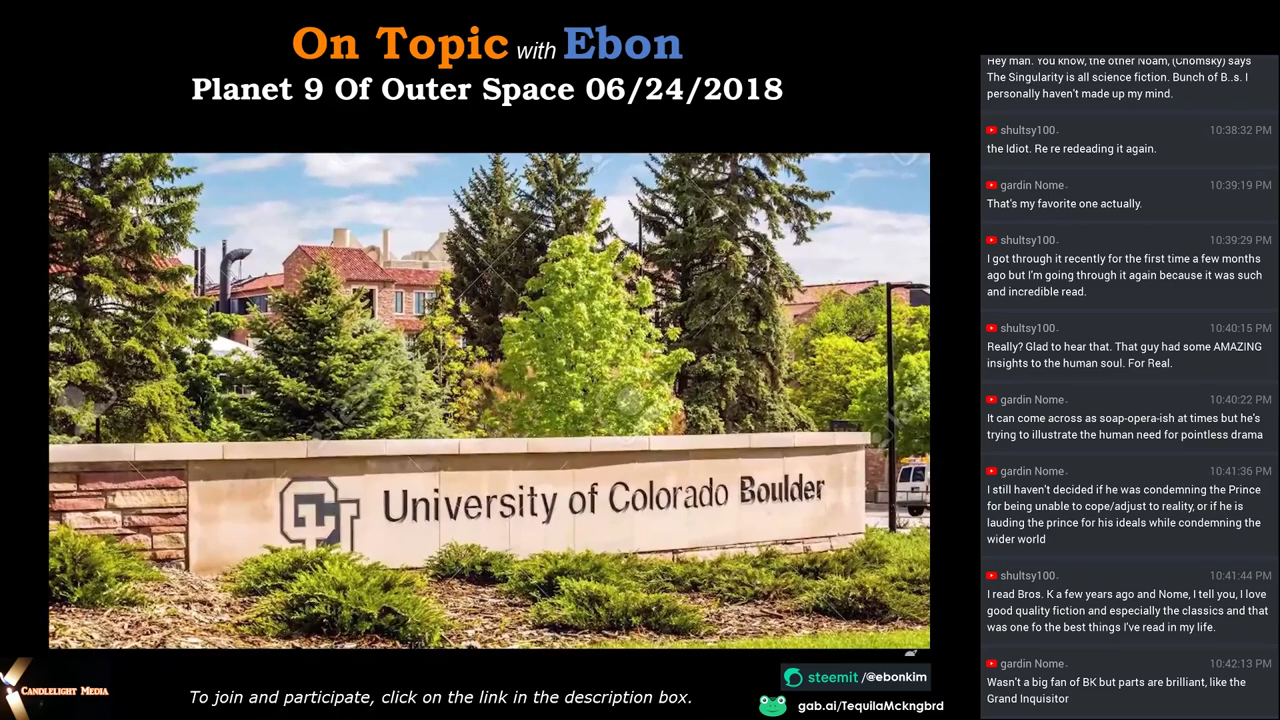 On Topic with Ebon
Planet 9 Of Outer Space 06/24/2018
University of Colorado Boulder
CANDLELIGHT MEDIA
To join and participate, click on the link in the description box.
steemit /@ebonkim
gab.ai/TequilaMckngbrd
Hey man. You know, the other Noam, (Chomsky) says
The Singularity is all science fiction. Bunch of B..s. I
personally haven't made up my mind.
shultsy100 10:38:32 PM
the Idiot. Re re redeading it again.
gardin Nome 10:39:19 PM
That's my favorite one actually.
shultsy100 10:39:29 PM
I got through it recently for the first time a few months
ago but I'm going through it again because it was such
and incredible read.
shultsy100 10:40:15 PM
Really? Glad to hear that. That guy had some AMAZING
insights to the human soul. For Real.
gardin Nome 10:40:22 PM
It can come across as soap-opera-ish at times but he's
trying to illustrate the human need for pointless drama
gardin Nome 10:41:36 PM
I still haven't decided if he was condemning the Prince
for being unable to cope/adjust to reality, or if he is
lauding the prince for his ideals while condemning the
wider world
shultsy100 10:41:44 PM
I read Bros. K a few years ago and Nome, I tell you, I love
good quality fiction and especially the classics and that
was one fo the best things I've read in my life.
gardin Nome 10:42:13 PM
Wasn't a big fan of BK but parts are brilliant, like the
Grand Inquisitor